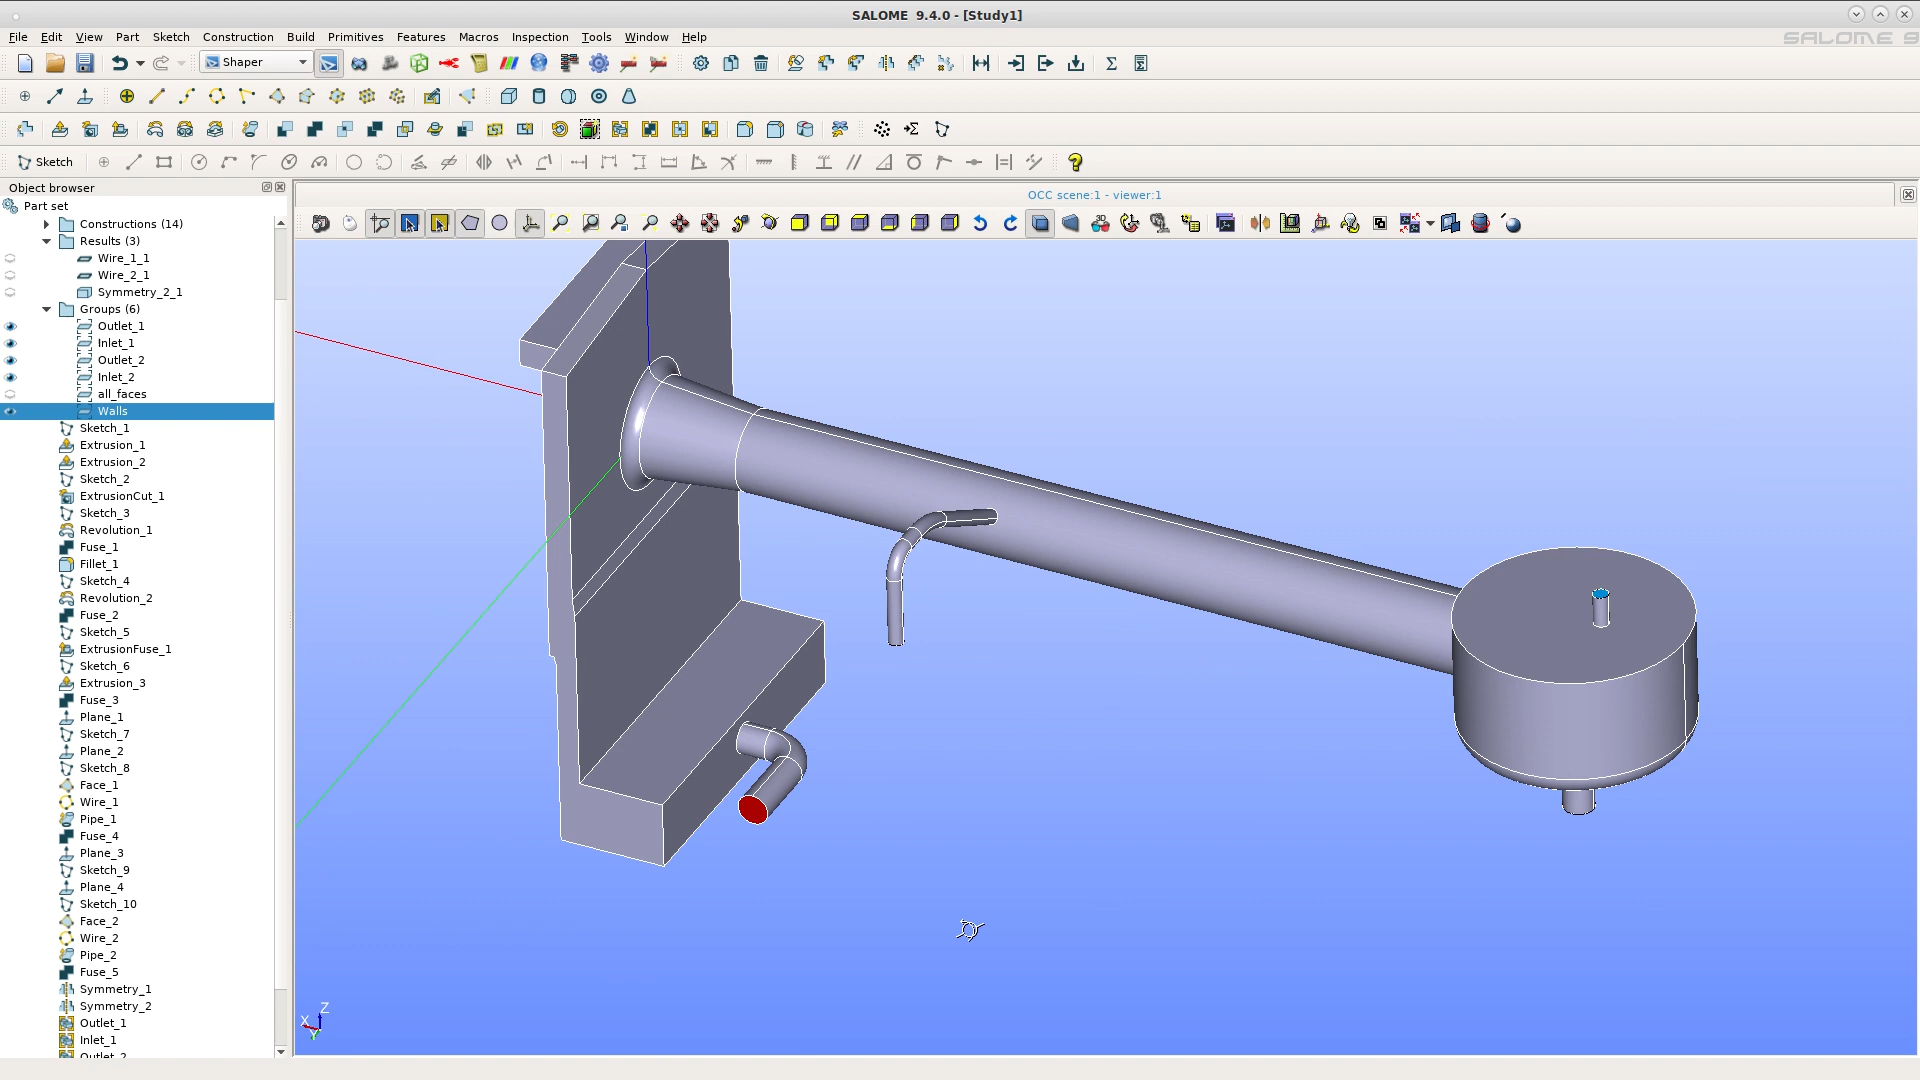 SALOME 9.4.0 - [Study1]
File Edit View Part Sketch Construction Build Primitives Features Macros Inspection Tools Window Help
SALOME 9
Shaper
Sketch
Object browser
OCC scene:1 - viewer:1
Part set
Constructions (14)
Results (3)
Wire_1_1
Wire_2_1
Symmetry_2_1
Groups (6)
Outlet_1
Inlet_1
Outlet_2
Inlet_2
all_faces
Walls
Sketch_1
Extrusion_1
Extrusion_2
Sketch_2
ExtrusionCut_1
Sketch_3
Revolution_1
Fuse_1
Fillet_1
Sketch_4
Revolution_2
Fuse_2
Sketch_5
ExtrusionFuse_1
Sketch_6
Extrusion_3
Fuse_3
Plane_1
Sketch_7
Plane_2
Sketch_8
Face_1
Wire_1
Pipe_1
Fuse_4
Plane_3
Sketch_9
Plane_4
Sketch_10
Face_2
Wire_2
Pipe_2
Fuse_5
Symmetry_1
Symmetry_2
Outlet_1
Inlet_1
Outlet_2
Z
X
Y